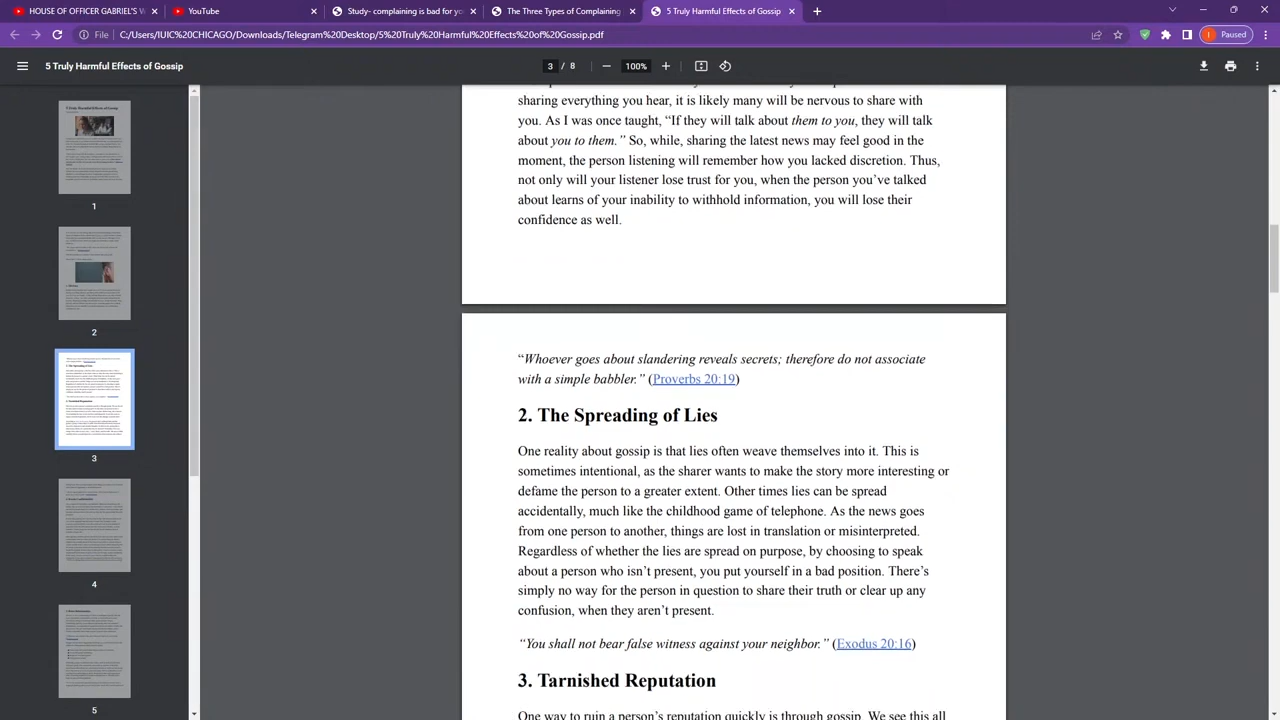 HOUSE OF OFFICER GABRIEL'S
YouTube
Study- complaining is bad for yo
The Three Types of Complaining
5 Truly Harmful Effects of Gossip
File C:/Users/IUIC%20CHICAGO/Downloads/Telegram%20Desktop/5%20Truly%20Harmful%20Effects%20of%20Gossip.pdf
I Paused
5 Truly Harmful Effects of Gossip
3 / 8
100%
1
2
3
4
5
sharing everything you hear, it is likely many will be nervous to share with
you. As I was once taught, “If they will talk about them to you, they will talk
about you to them.” So, while, sharing the latest news may feel good in the
moment, the person listening will remember how you lacked discretion. Thus,
not only will your listener lose trust for you, when the person you’ve talked
about learns of your inability to withhold information, you will lose their
confidence as well.
“Whoever goes about slandering reveals secrets; therefore do not associate
with a simple babbler.” (Proverbs 20:19)
2. The Spreading of Lies
One reality about gossip is that lies often weave themselves into it. This is
sometimes intentional, as the sharer wants to make the story more interesting or
defame the person to a greater extent. Other times lies can be spread
accidentally, much like the childhood game of telephone. As the news goes
from one person to another, things are lost in translation or misinterpreted.
Regardless of whether the lies are spread on purpose, by choosing to speak
about a person who isn’t present, you put yourself in a bad position. There’s
simply no way for the person in question to share their truth or clear up any
confusion, when they aren’t present.
“You shall not bear false witness against your neighbor.” (Exodus 20:16)
3. Tarnished Reputation
One way to ruin a person’s reputation quickly is through gossip. We see this all